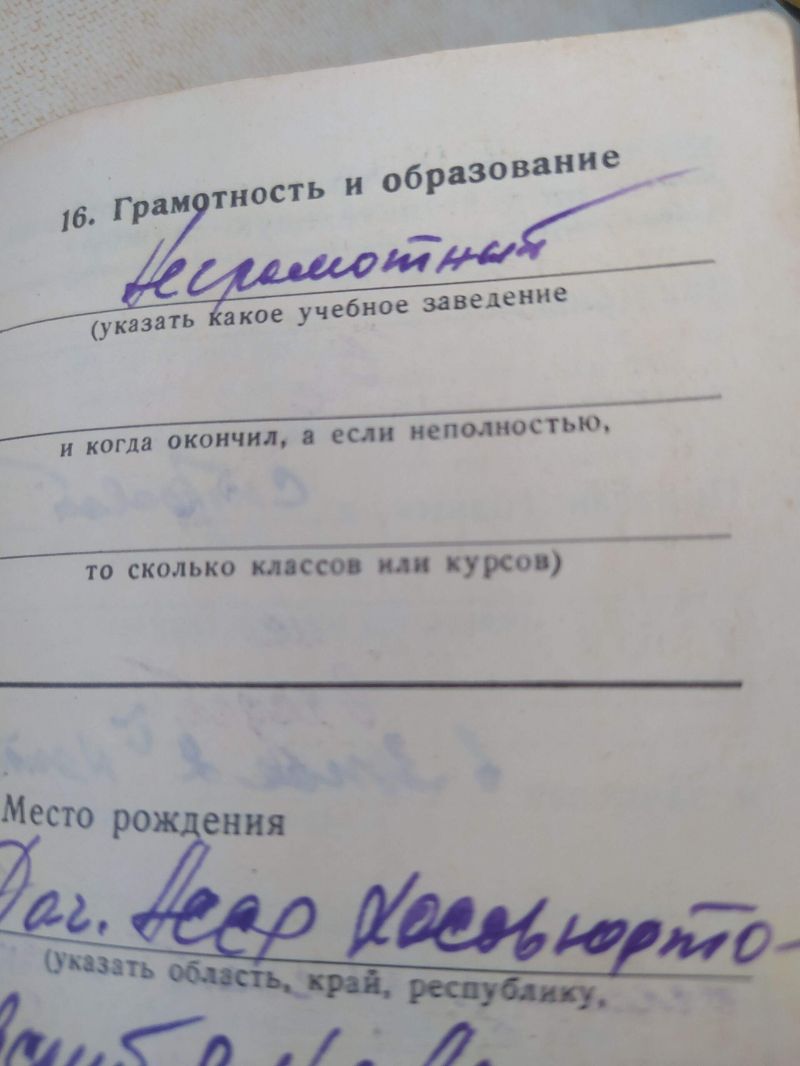 16. Грамотность и образование
Неграмотный
(указать какое учебное заведение
и когда окончил, а если неполностью,
то сколько классов или курсов)
Место рождения
Даг. Асср Хасавюрто-
(указать область, край, республику,